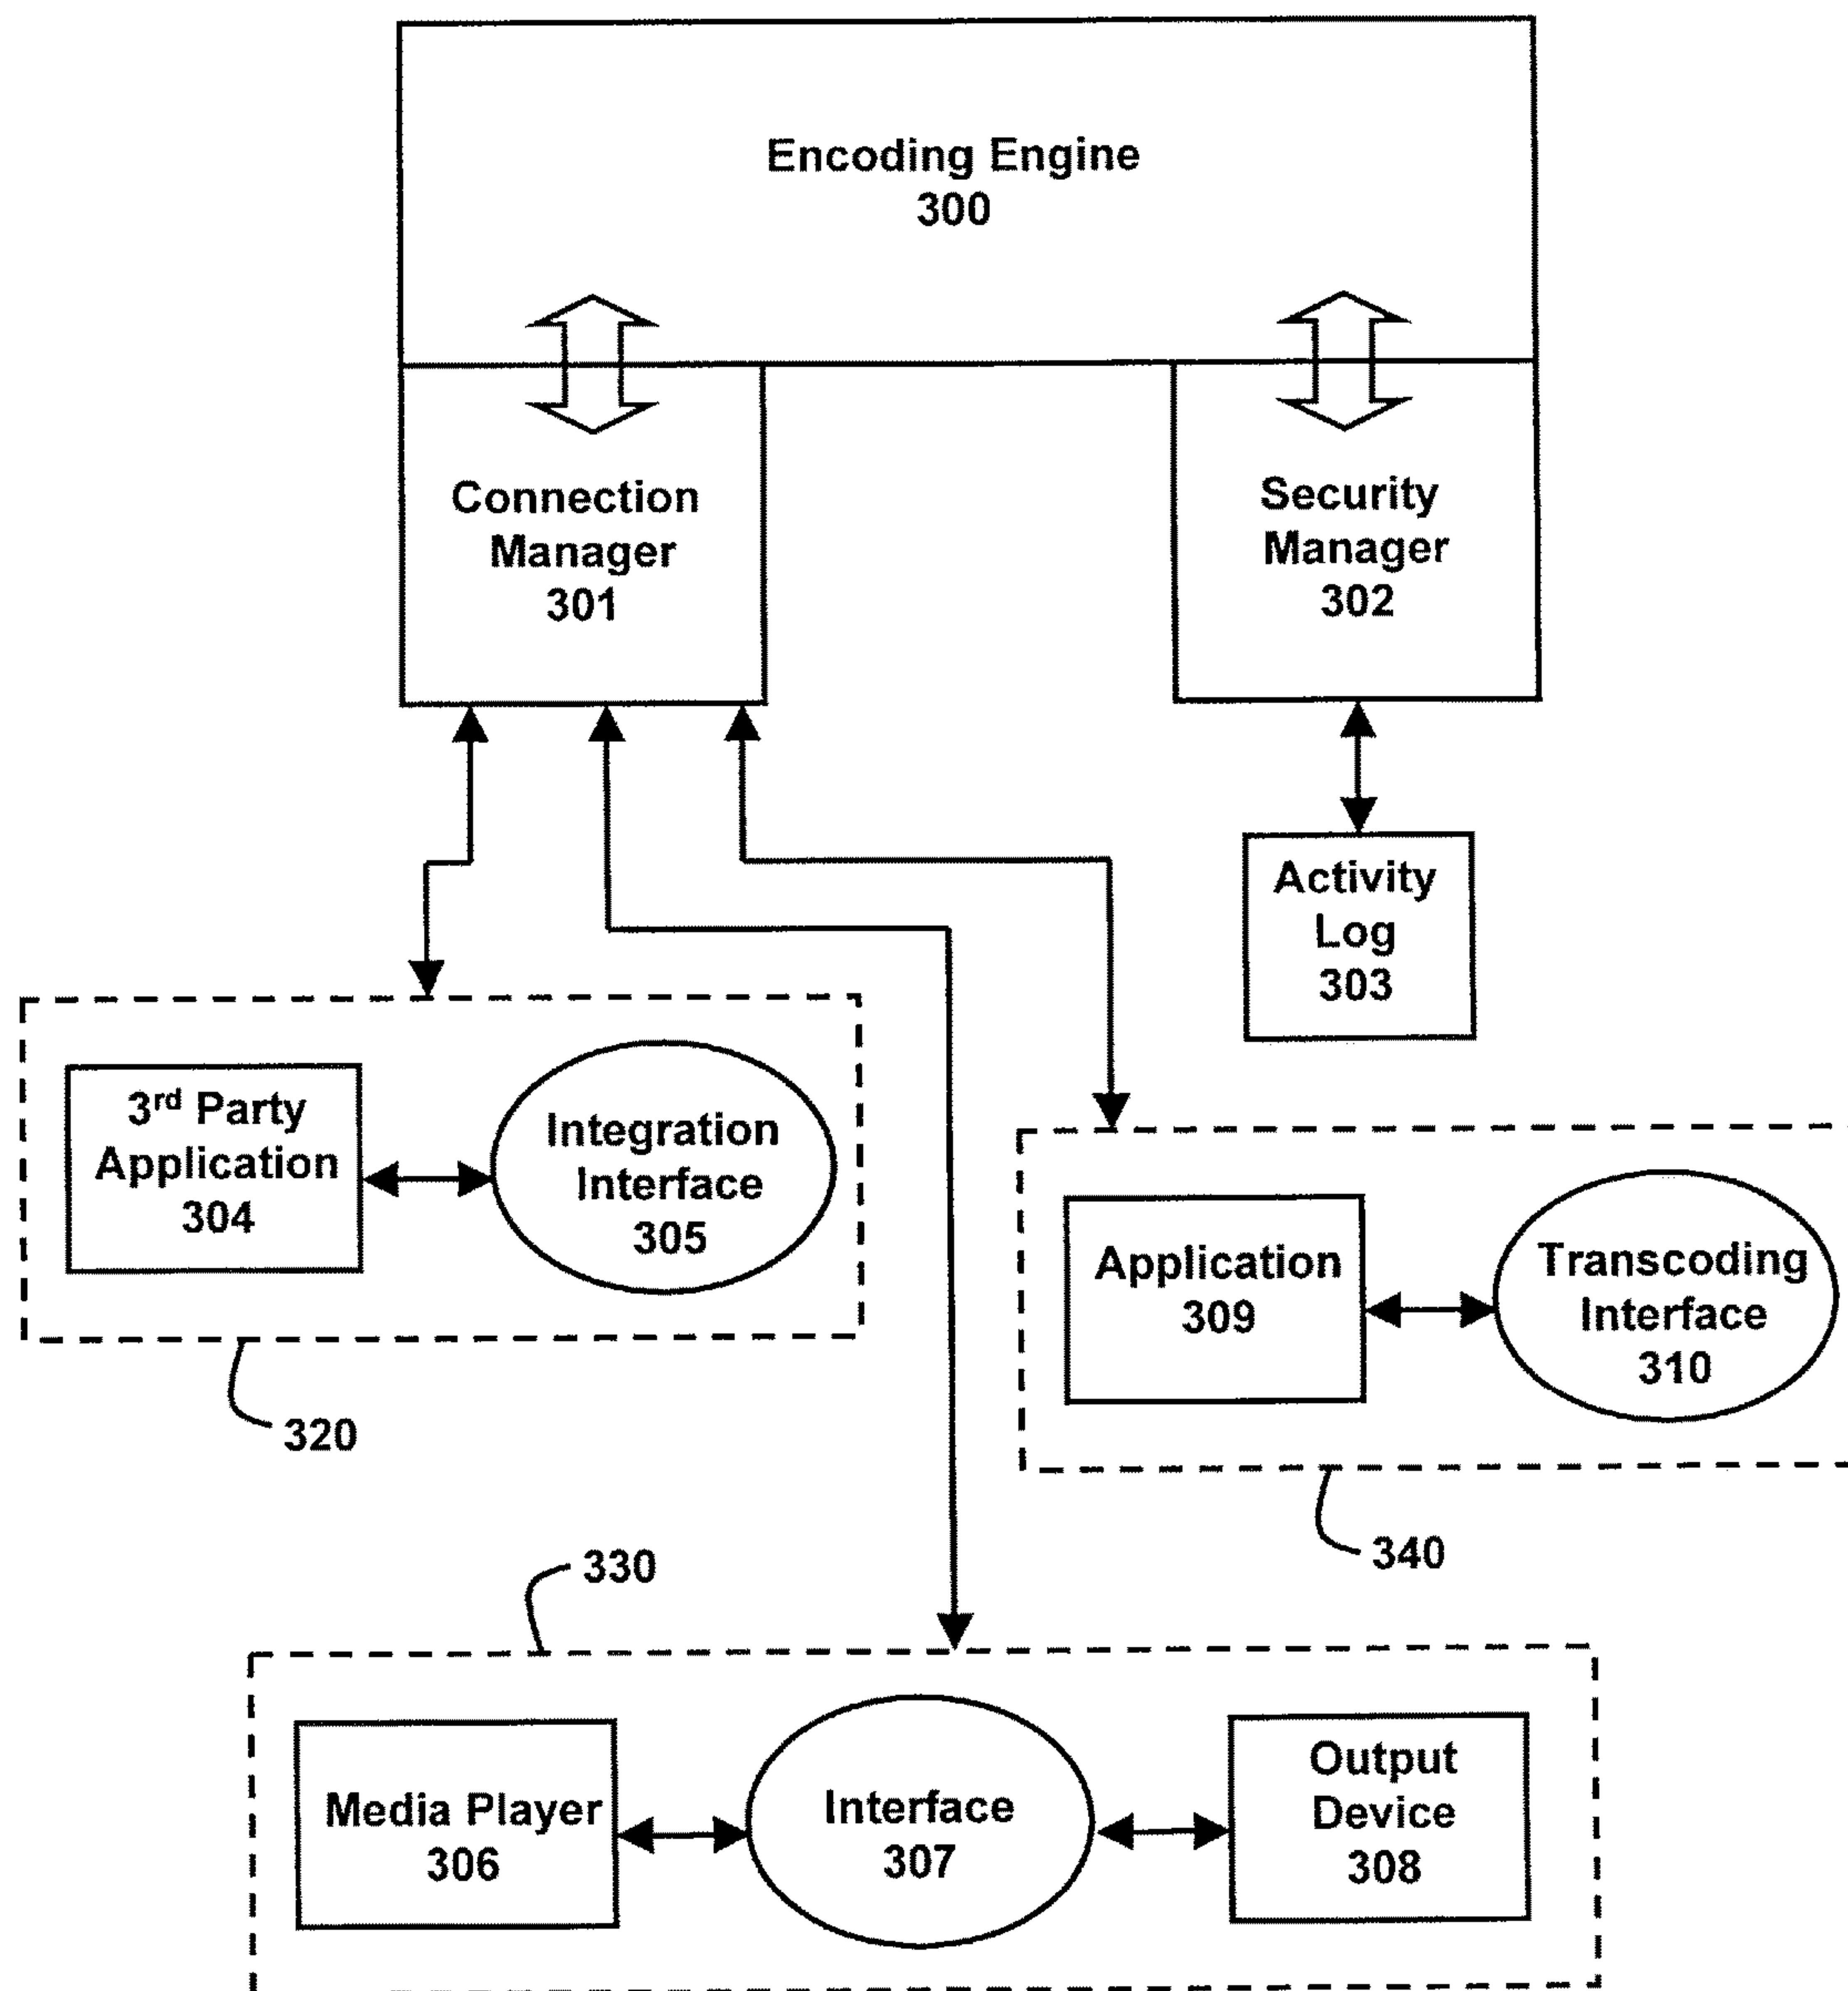 Encoding Engine
300
Connection
Manager
301
Security
Manager
302
Activity
Log
303
3rd Party
Application
304
Integration
Interface
305
Application
309
Transcoding
Interface
310
320
340
330
Media Player
306
Interface
307
Output
Device
308